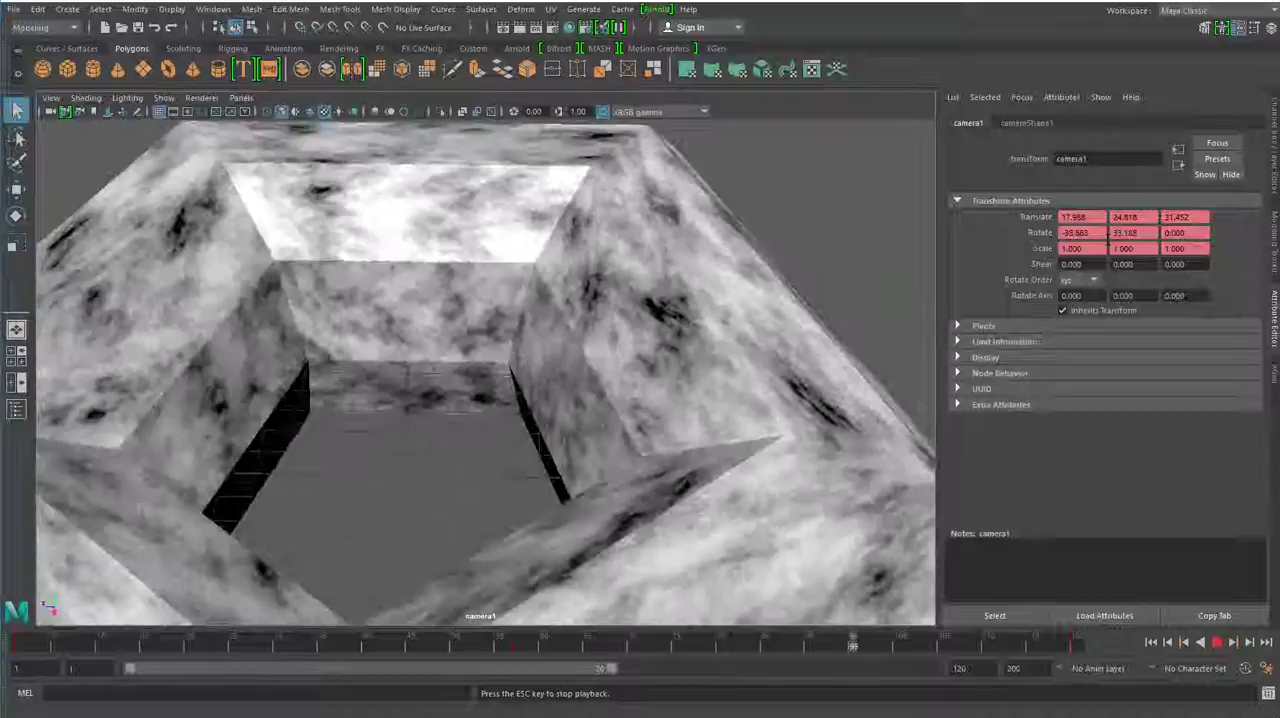 File Edit Create Select Modify Display Windows Mesh Edit Mesh Mesh Tools Mesh Display Curves Surfaces Deform UV Generate Cache [Arnold] Help
Workspace: Maya Classic
Modeling No Live Surface Sign In
Curves / Surfaces Polygons Sculpting Rigging Animation Rendering FX FX Caching Custom Arnold Bifrost MASH Motion Graphics XGen
View Shading Lighting Show Renderer Panels
0.00 1.00
List Selected Focus Attributes Show Help
camera1 cameraShape1
Focus
transform: camera1 Presets
Show Hide
Transform Attributes
Translate 17.988 24.818 31.452
Rotate -38.863 33.188 0.000
Scale 1.000 1.000 1.000
Shear 0.000 0.000 0.000
Rotate Order xyz
Rotate Axis 0.000 0.000 0.000
Inherits Transform
Pivots
Limit Information
Display
Node Behavior
UUID
Extra Attributes
Notes: camera1
camera1
Select Load Attributes Copy Tab
1 1 120 200 No Anim Layer No Character Set
MEL Press the ESC key to stop playback.
Attribute Editor